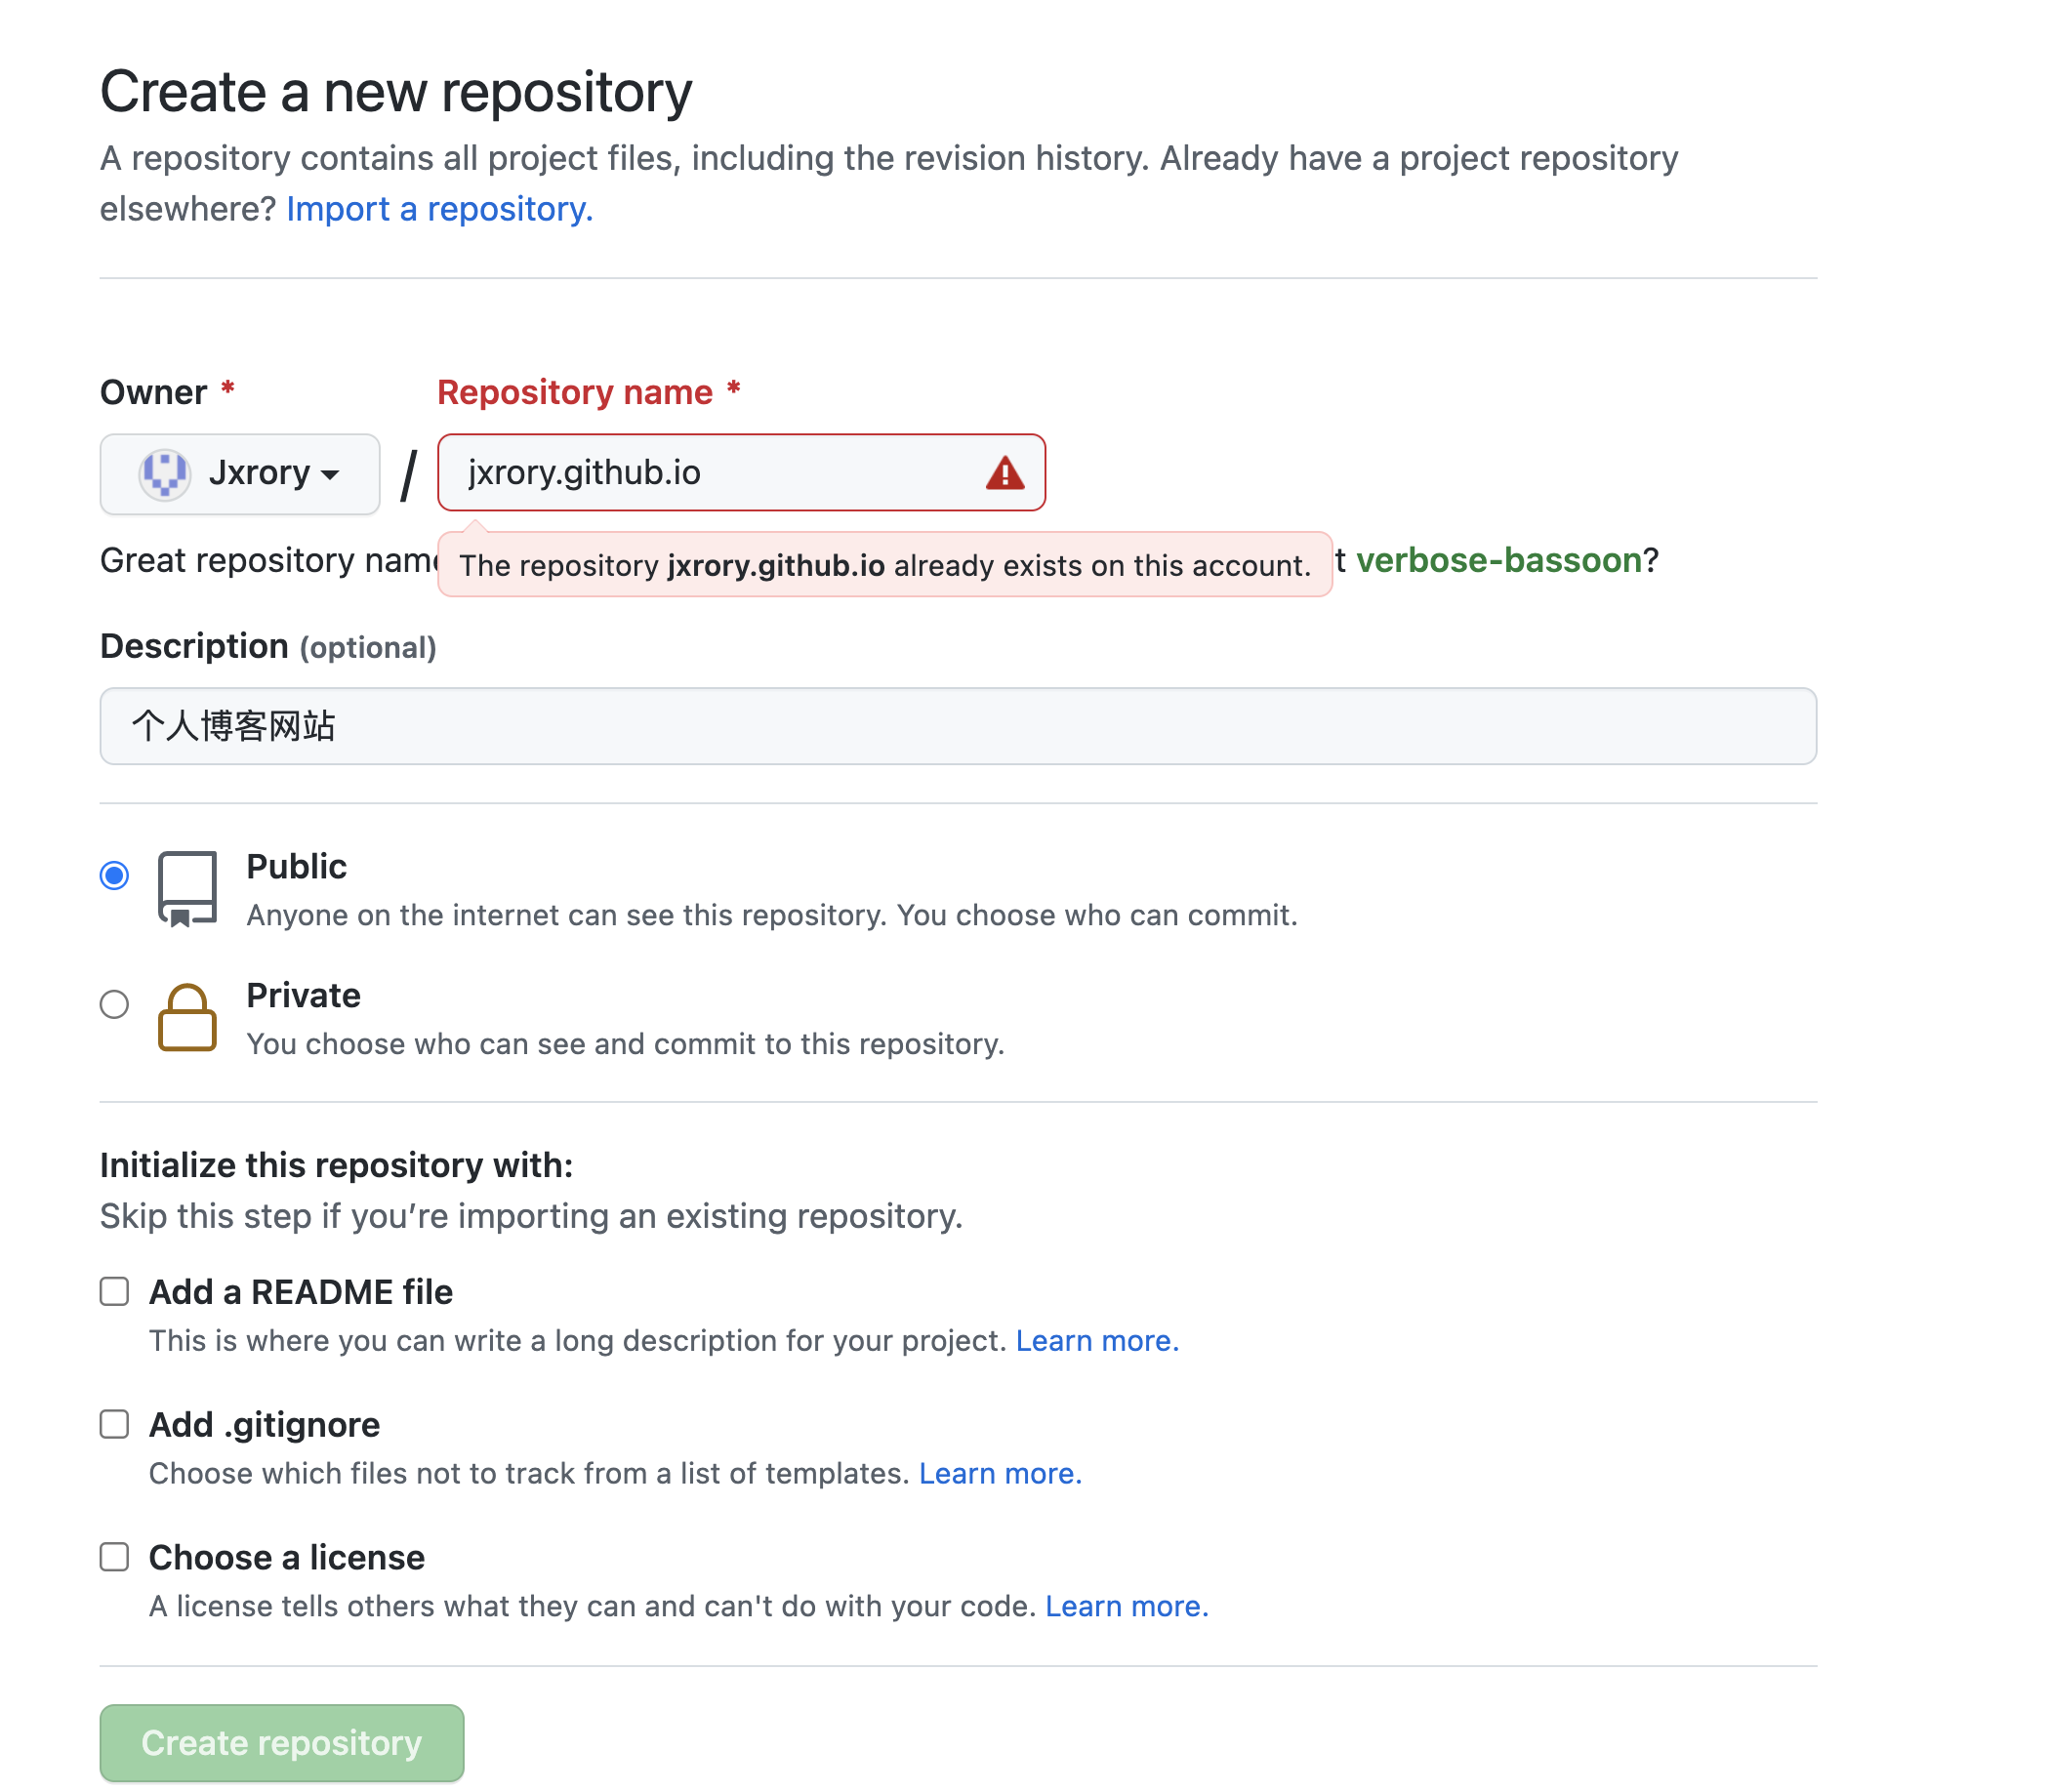 Create a new repository
A repository contains all project files, including the revision history. Already have a project repository
elsewhere? Import a repository.
Owner *
Repository name *
Jxrory
/
jxrory.github.io
Great repository
The repository jxrory.github.io already exists on this account.
verbose-bassoon?
Description (optional)
个人博客网站
Public
Anyone on the internet can see this repository. You choose who can commit.
Private
You choose who can see and commit to this repository.
Initialize this repository with:
Skip this step if you’re importing an existing repository.
Add a README file
This is where you can write a long description for your project. Learn more.
Add .gitignore
Choose which files not to track from a list of templates. Learn more.
Choose a license
A license tells others what they can and can't do with your code. Learn more.
Create repository